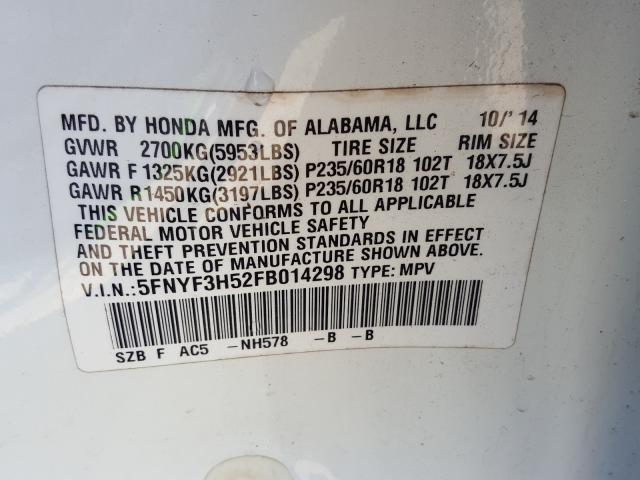 MFD. BY HONDA MFG. OF ALABAMA, LLC 10/'14
GVWR 2700KG(5953LBS) TIRE SIZE RIM SIZE
GAWR F 1325KG(2921LBS) P235/60R18 102T 18X7.5J
GAWR R1450KG(3197LBS) P235/60R18 102T 18X7.5J
THIS VEHICLE CONFORMS TO ALL APPLICABLE
FEDERAL MOTOR VEHICLE SAFETY
AND THEFT PREVENTION STANDARDS IN EFFECT
ON THE DATE OF MANUFACTURE SHOWN ABOVE.
V.I.N.:5FNYF3H52FB014298 TYPE: MPV
SZB F AC5 -NH578 -B -B